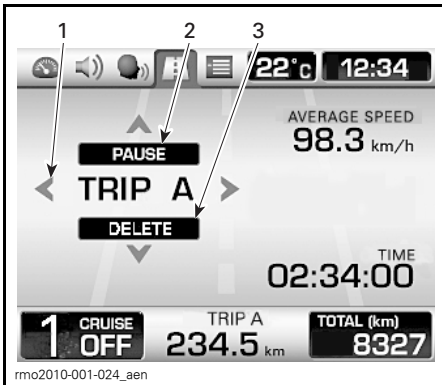 1 2 3
22°c 12:34
AVERAGE SPEED
98.3 km/h
PAUSE
TRIP A
DELETE
TIME
02:34:00
1 CRUISE OFF
TRIP A
234.5 km
TOTAL (km)
8327
rmo2010-001-024_aen